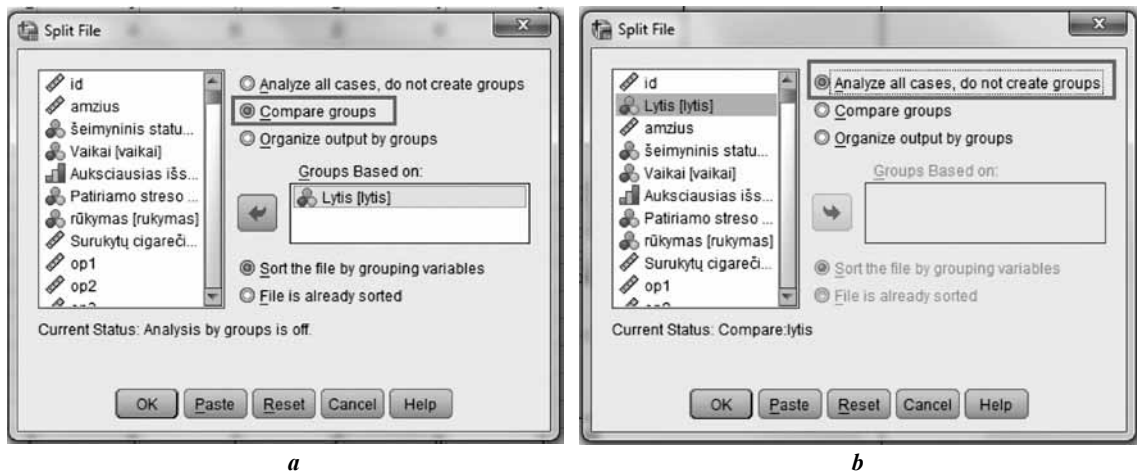 Split File
id
amzius
šeimyninis statu...
Vaikai [vaikai]
Auksciausias išs...
Patiriamo streso ...
rūkymas [rukymas]
Surukytų cigareči...
op1
op2
Analyze all cases, do not create groups
Compare groups
Organize output by groups
Groups Based on:
Lytis [lytis]
Sort the file by grouping variables
File is already sorted
Current Status: Analysis by groups is off.
OK Paste Reset Cancel Help
a
Split File
id
Lytis [lytis]
amzius
šeimyninis statu...
Vaikai [vaikai]
Auksciausias išs...
Patiriamo streso ...
rūkymas [rukymas]
Surukytų cigareči...
op1
Analyze all cases, do not create groups
Compare groups
Organize output by groups
Groups Based on:
Sort the file by grouping variables
File is already sorted
Current Status: Compare:lytis
OK Paste Reset Cancel Help
b